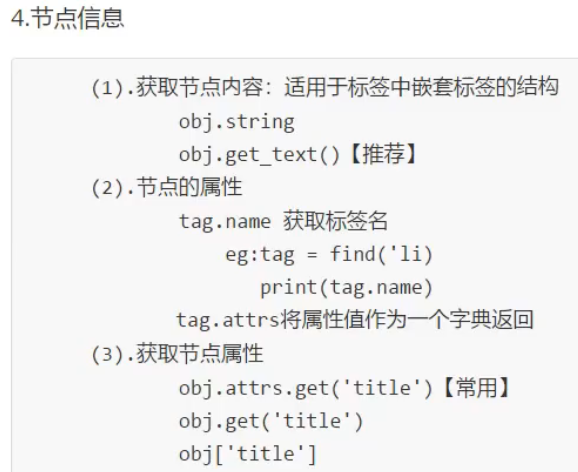 4.节点信息
(1).获取节点内容：适用于标签中嵌套标签的结构
obj.string
obj.get_text()【推荐】
(2).节点的属性
tag.name 获取标签名
eg:tag = find('li)
print(tag.name)
tag.attrs将属性值作为一个字典返回
(3).获取节点属性
obj.attrs.get('title')【常用】
obj.get('title')
obj['title']